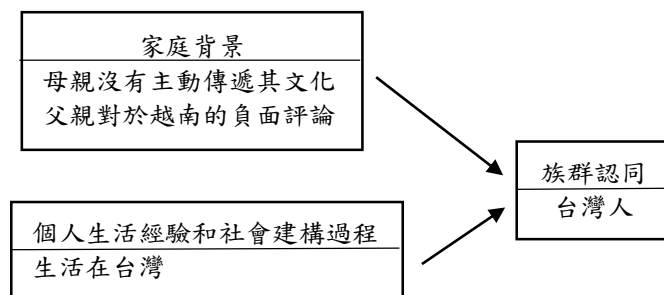 家庭背景
母親沒有主動傳遞其文化
父親對於越南的負面評論
族群認同
台灣人
個人生活經驗和社會建構過程
生活在台灣